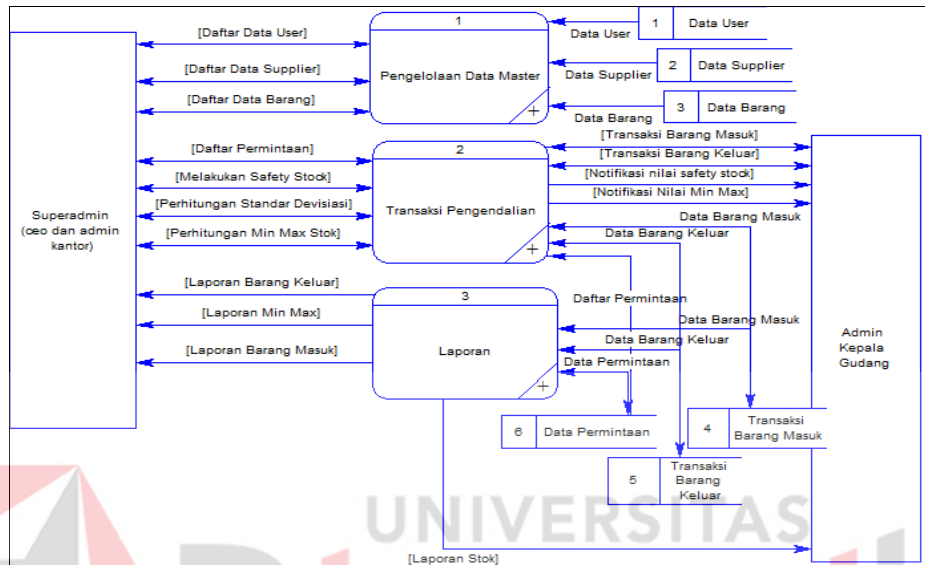 [Daftar Data User]
1
Data User
1
Data User
[Daftar Data Supplier]
Pengelolaan Data Master
Data Supplier
2
Data Supplier
[Daftar Data Barang]
+
Data Barang
3
Data Barang
[Daftar Permintaan]
2
[Transaksi Barang Masuk]
[Transaksi Barang Keluar]
[Melakukan Safety Stock]
[Notifikasi nilai safety stock]
[Notifikasi Nilai Min Max]
Superadmin
(ceo dan admin
kantor)
[Perhitungan Standar Devisiasi]
Transaksi Pengendalian
Data Barang Masuk
Data Barang Keluar
[Perhitungan Min Max Stok]
+
[Laporan Barang Keluar]
3
Daftar Permintaan
[Laporan Min Max]
Data Barang Masuk
Data Barang Keluar
[Laporan Barang Masuk]
Laporan
Data Permintaan
+
Admin
Kepala
Gudang
6
Data Permintaan
4
Transaksi
Barang Masuk
5
Transaksi
Barang
Keluar
UNIVERSITAS
[Laporan Stok]